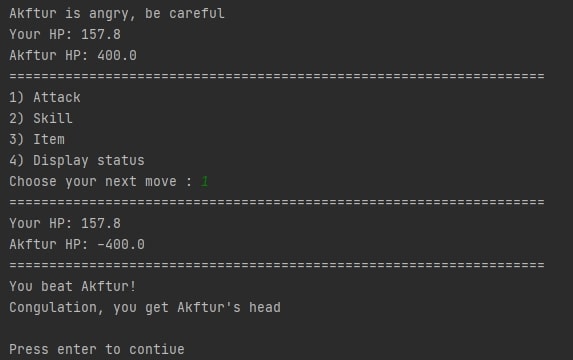 Akftur is angry, be careful
Your HP: 157.8
Akftur HP: 400.0
===================================================================
1) Attack
2) Skill
3) Item
4) Display status
Choose your next move : 1
===================================================================
Your HP: 157.8
Akftur HP: -400.0
===================================================================
You beat Akftur!
Congulation, you get Akftur's head
Press enter to contiue